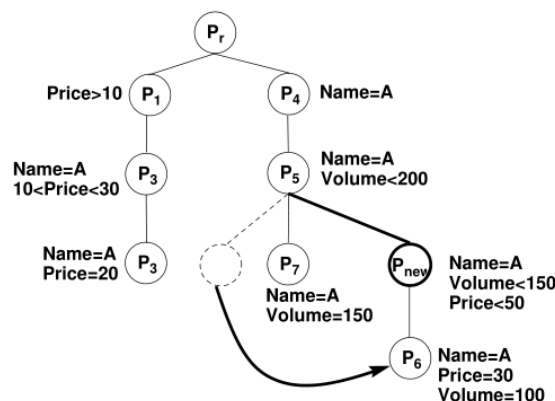 Pr
Price>10
P1
P4
Name=A
Name=A
10<Price<30
P3
P5
Name=A
Volume<200
Name=A
Price=20
P3
P7
Name=A
Volume=150
Pnew
Name=A
Volume<150
Price<50
P6
Name=A
Price=30
Volume=100